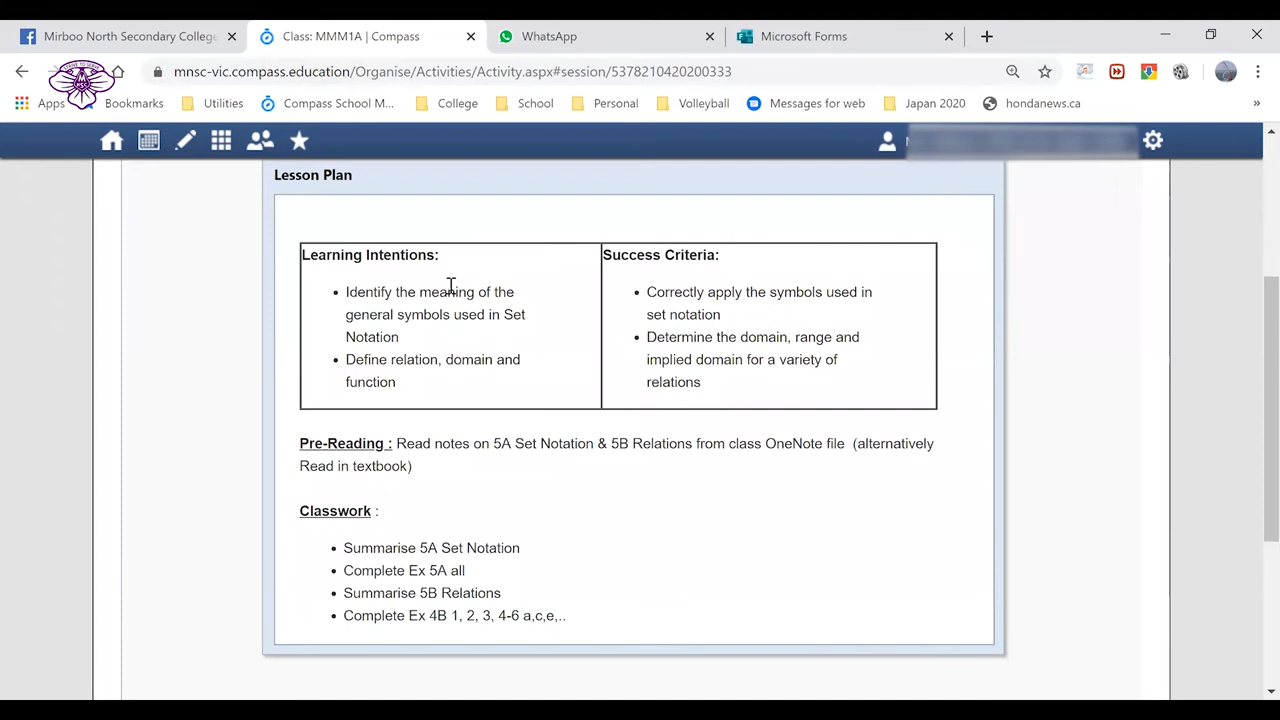 Mirboo North Secondary College
Class: MMM1A | Compass
WhatsApp
Microsoft Forms
mnsc-vic.compass.education/Organise/Activities/Activity.aspx#session/5378210420200333
Apps Bookmarks Utilities Compass School M... College School Personal Volleyball Messages for web Japan 2020 hondanews.ca »
Lesson Plan
Learning Intentions: Success Criteria:
• Identify the meaning of the • Correctly apply the symbols used in
general symbols used in Set set notation
Notation • Determine the domain, range and
• Define relation, domain and implied domain for a variety of
function relations
Pre-Reading : Read notes on 5A Set Notation & 5B Relations from class OneNote file (alternatively
Read in textbook)
Classwork :
• Summarise 5A Set Notation
• Complete Ex 5A all
• Summarise 5B Relations
• Complete Ex 4B 1, 2, 3, 4-6 a,c,e,..